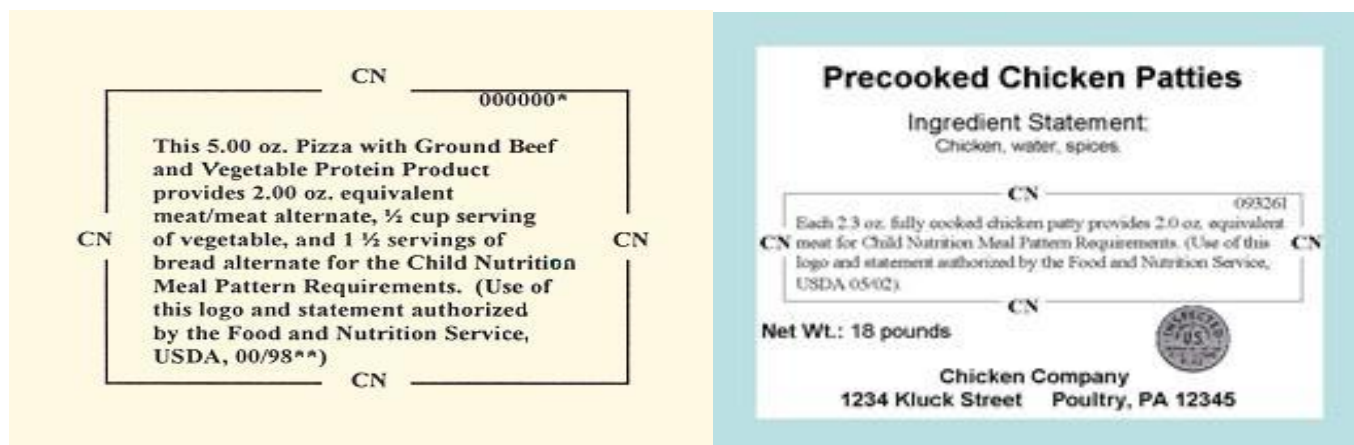 CN
000000*
This 5.00 oz. Pizza with Ground Beef
and Vegetable Protein Product
provides 2.00 oz. equivalent
meat/meat alternate, ½ cup serving
CN of vegetable, and 1 ½ servings of CN
bread alternate for the Child Nutrition
Meal Pattern Requirements. (Use of
this logo and statement authorized
by the Food and Nutrition Service,
USDA, 00/98**)
CN
Precooked Chicken Patties
Ingredient Statement:
Chicken, water, spices.
CN
093261
Each 2.3 oz. fully cooked chicken patty provides 2.0 oz. equivalent
CN meat for Child Nutrition Meal Pattern Requirements. (Use of this CN
logo and statement authorized by the Food and Nutrition Service,
USDA 05/02).
CN
Net Wt.: 18 pounds
INSPECTED
U.S.
Chicken Company
1234 Kluck Street Poultry, PA 12345